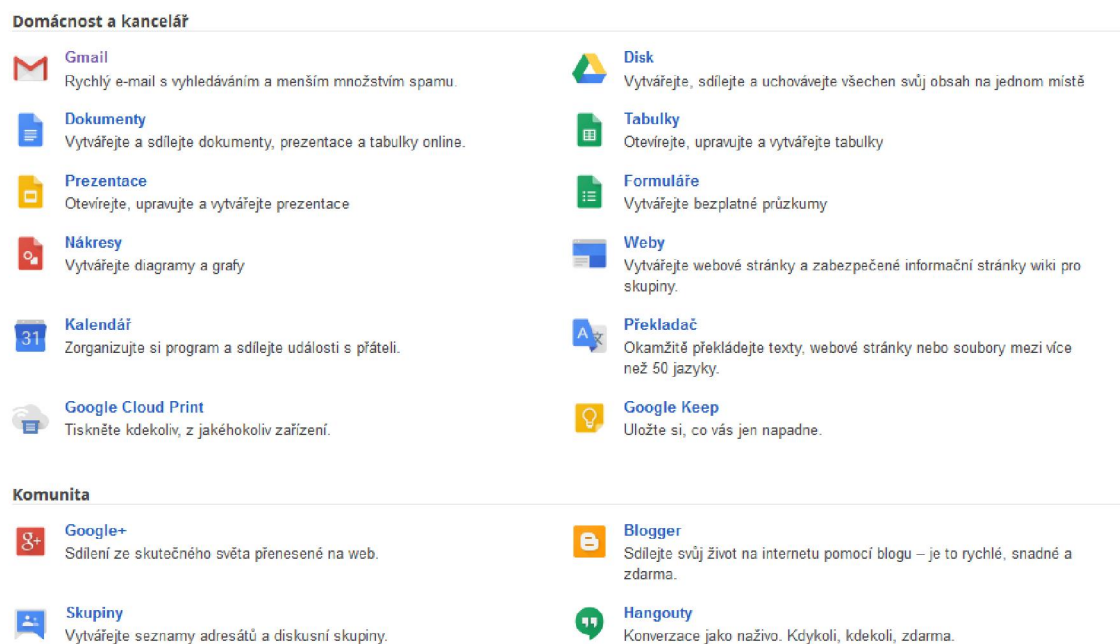 Domácnost a kancelář
Gmail
Rychlý e-mail s vyhledáváním a menším množstvím spamu.
Disk
Vytvářejte, sdílejte a uchovávejte všechen svůj obsah na jednom místě
Dokumenty
Vytvářejte a sdílejte dokumenty, prezentace a tabulky online.
Tabulky
Otevírejte, upravujte a vytvářejte tabulky
Prezentace
Otevírejte, upravujte a vytvářejte prezentace
Formuláře
Vytvářejte bezplatné průzkumy
Nákresy
Vytvářejte diagramy a grafy
Weby
Vytvářejte webové stránky a zabezpečené informační stránky wiki pro
skupiny.
31
Kalendář
Zorganizujte si program a sdílejte události s přáteli.
A 文
Překladač
Okamžitě překládejte texty, webové stránky nebo soubory mezi více
než 50 jazyky.
Google Cloud Print
Tiskněte kdekoliv, z jakéhokoliv zařízení.
Google Keep
Uložte si, co vás jen napadne.
Komunita
g+
Google+
Sdílení ze skutečného světa přenesené na web.
Blogger
Sdílejte svůj život na internetu pomocí blogu – je to rychlé, snadné a
zdarma.
Skupiny
Vytvářejte seznamy adresátů a diskusní skupiny.
Hangouty
Konverzace jako naživo. Kdykoli, kdekoli, zdarma.